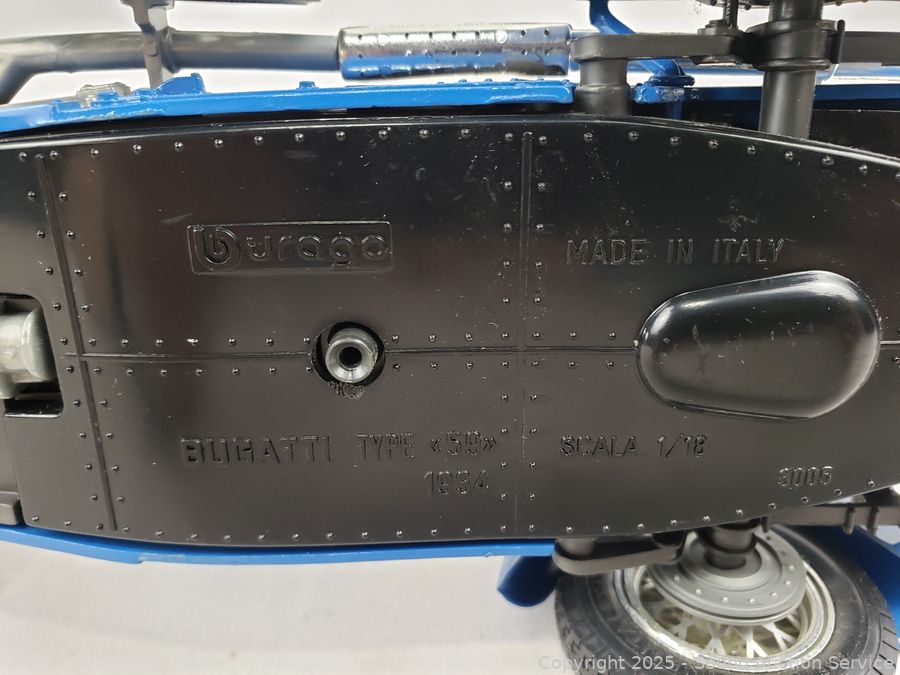 burago
MADE IN ITALY
BUGATTI TYPE «59»
1934
SCALA 1/18
3005
Copyright 2025 -